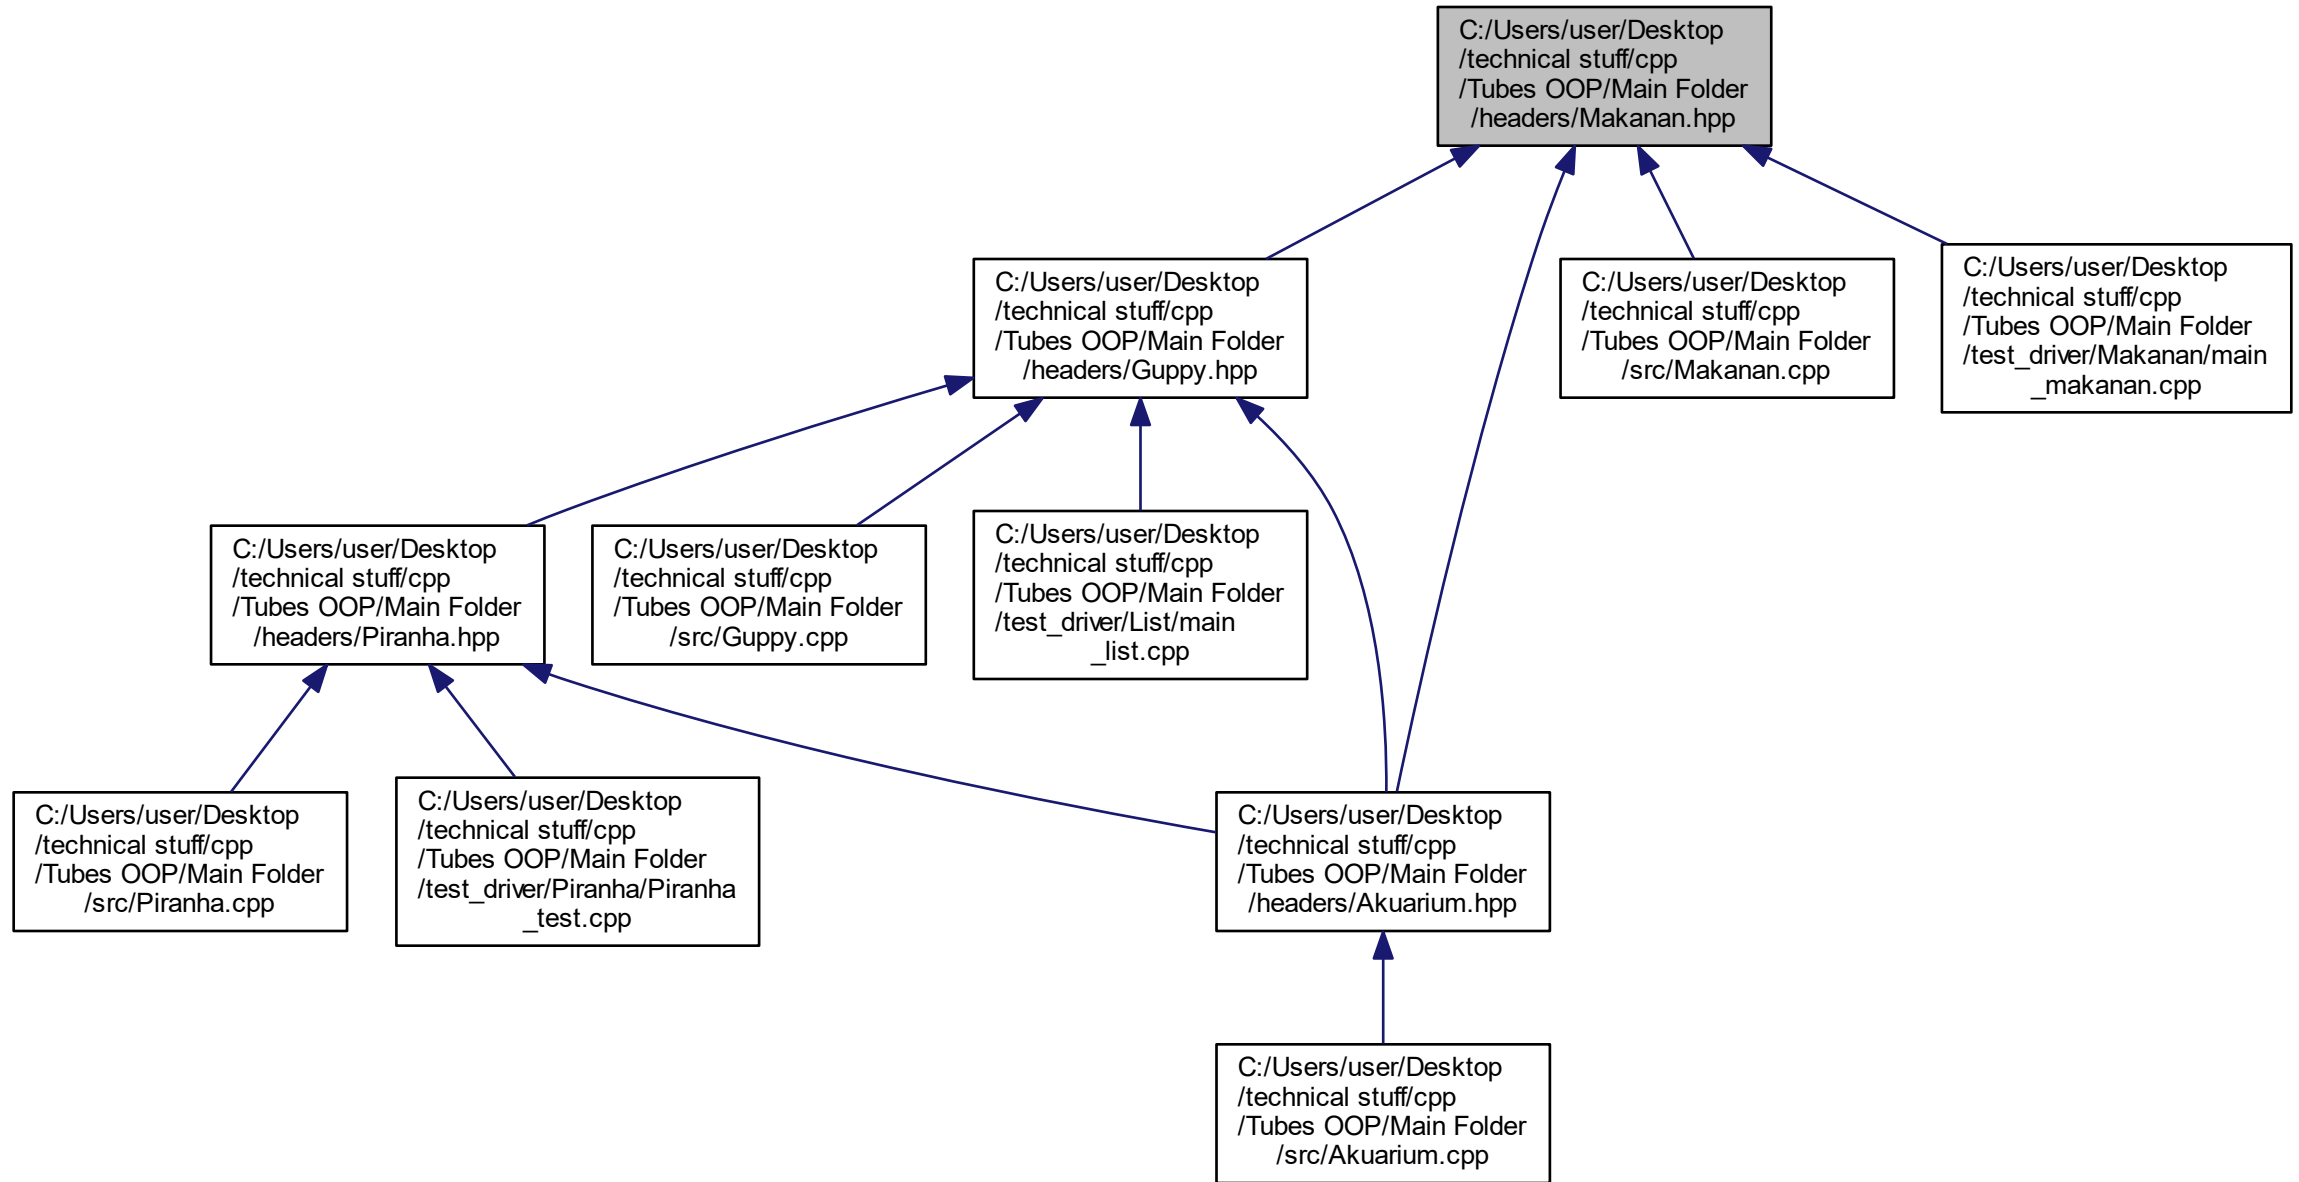 C:/Users/user/Desktop
/technical stuff/cpp
/Tubes OOP/Main Folder
/headers/Makanan.hpp
C:/Users/user/Desktop
/technical stuff/cpp
/Tubes OOP/Main Folder
/headers/Guppy.hpp
C:/Users/user/Desktop
/technical stuff/cpp
/Tubes OOP/Main Folder
/src/Makanan.cpp
C:/Users/user/Desktop
/technical stuff/cpp
/Tubes OOP/Main Folder
/test_driver/Makanan/main
_makanan.cpp
C:/Users/user/Desktop
/technical stuff/cpp
/Tubes OOP/Main Folder
/headers/Piranha.hpp
C:/Users/user/Desktop
/technical stuff/cpp
/Tubes OOP/Main Folder
/src/Guppy.cpp
C:/Users/user/Desktop
/technical stuff/cpp
/Tubes OOP/Main Folder
/test_driver/List/main
_list.cpp
C:/Users/user/Desktop
/technical stuff/cpp
/Tubes OOP/Main Folder
/src/Piranha.cpp
C:/Users/user/Desktop
/technical stuff/cpp
/Tubes OOP/Main Folder
/test_driver/Piranha/Piranha
_test.cpp
C:/Users/user/Desktop
/technical stuff/cpp
/Tubes OOP/Main Folder
/headers/Akuarium.hpp
C:/Users/user/Desktop
/technical stuff/cpp
/Tubes OOP/Main Folder
/src/Akuarium.cpp